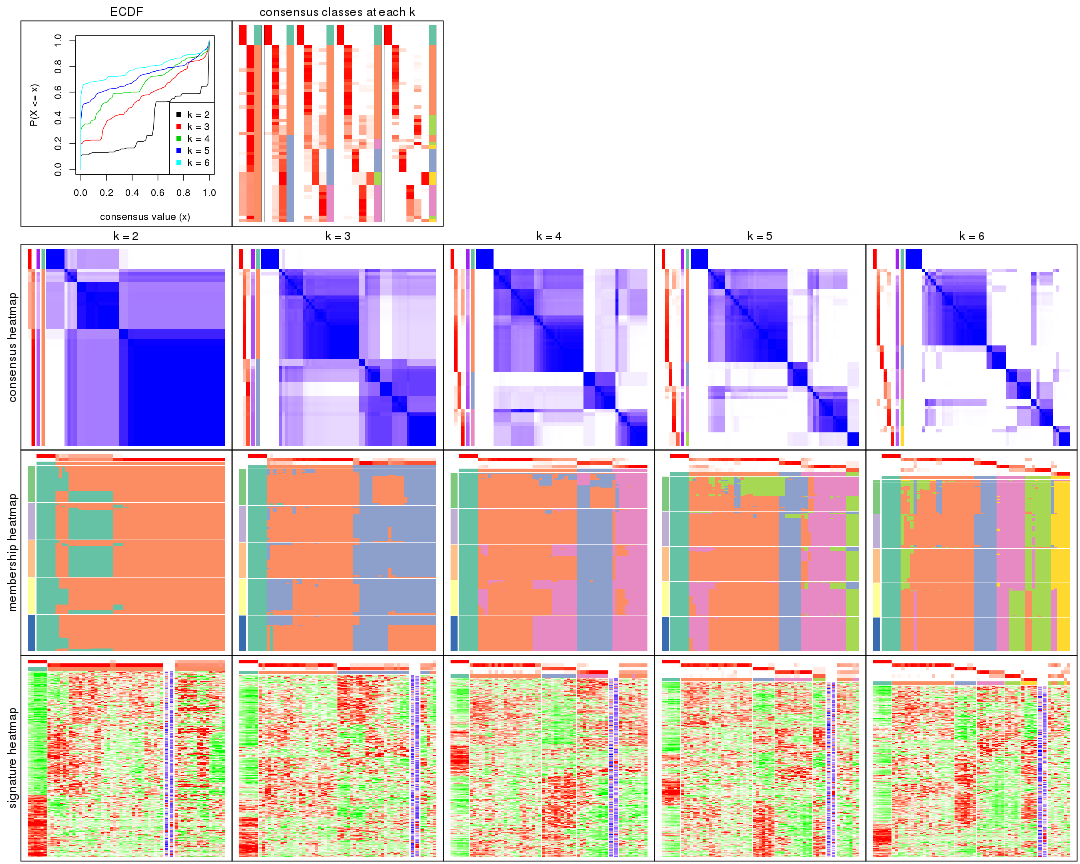 ECDF
consensus classes at each k
P(X <= x)
1.0
0.8
0.6
0.4
0.2
0.0
k = 2
k = 3
k = 4
k = 5
k = 6
0.0 0.2 0.4 0.6 0.8 1.0
consensus value (x)
k = 2
k = 3
k = 4
k = 5
k = 6
consensus heatmap
membership heatmap
signature heatmap